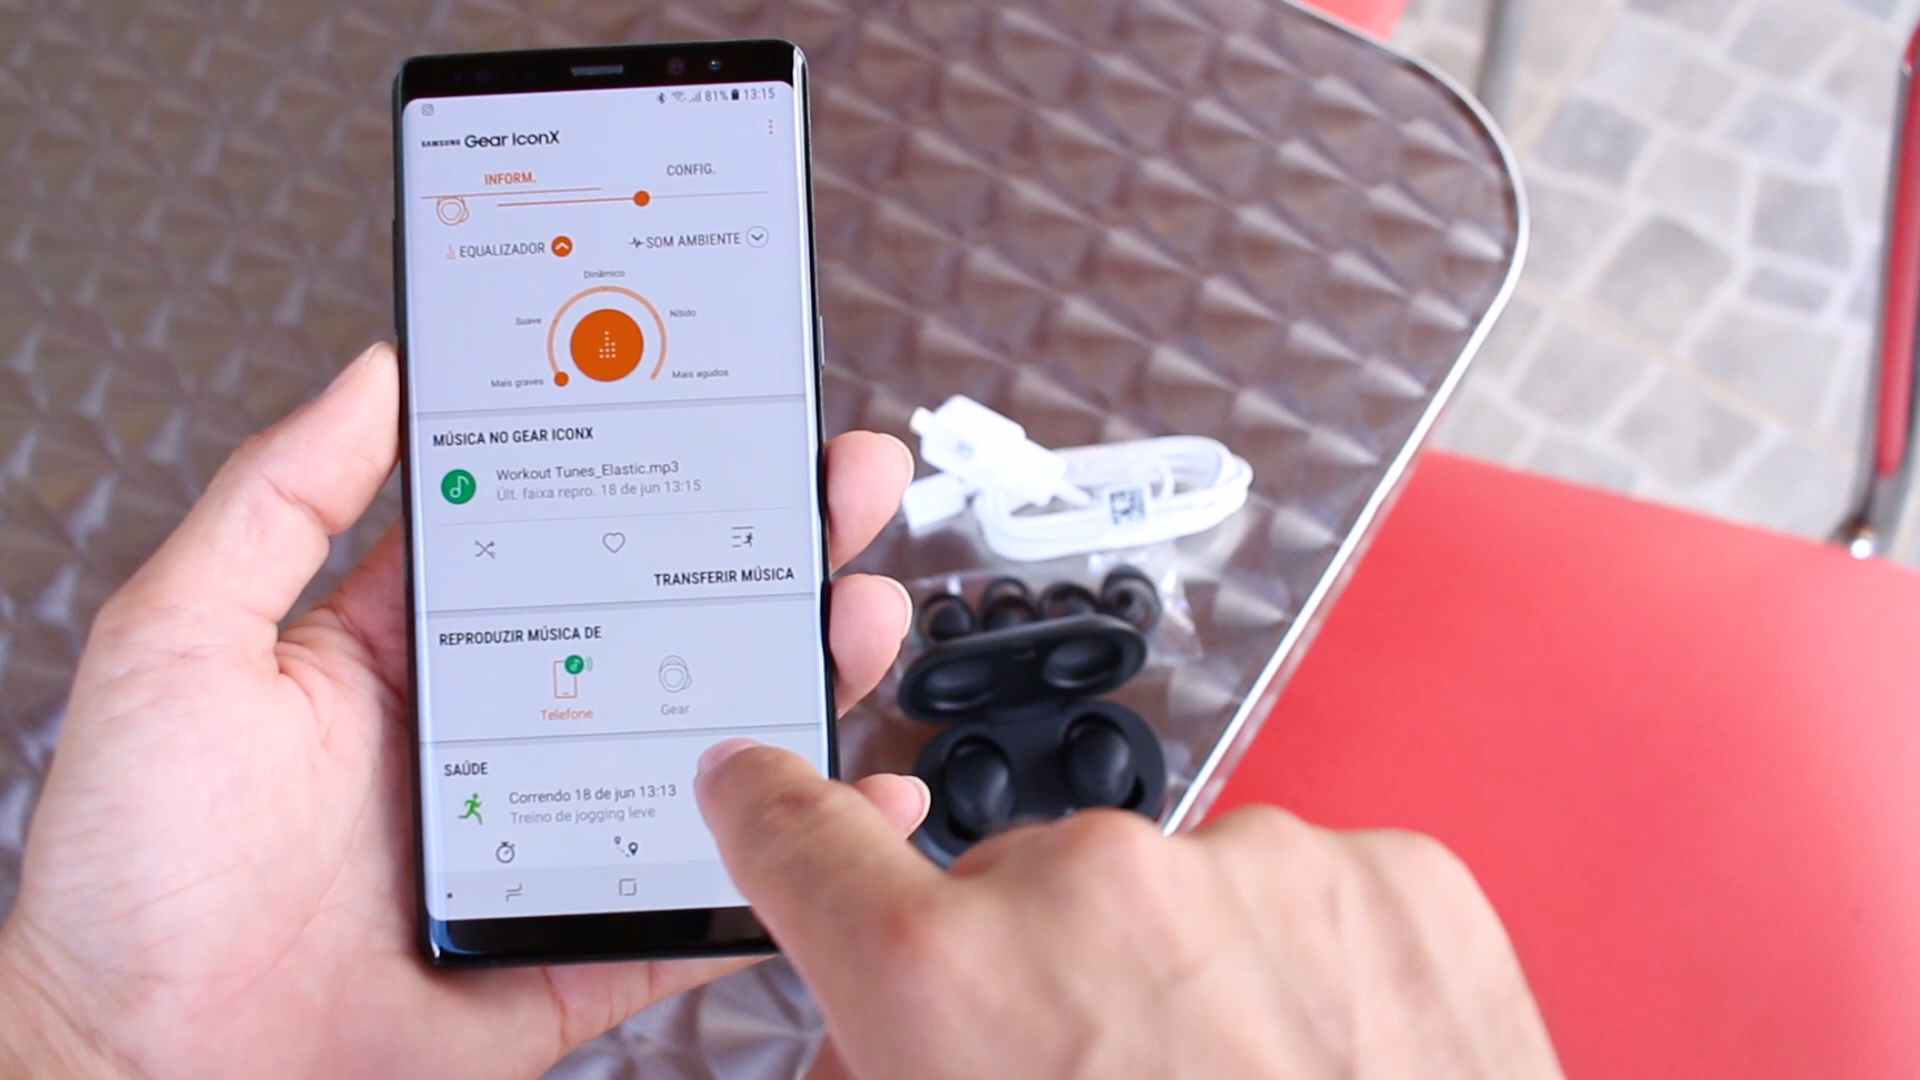 81% 13:15
SAMSUNG Gear IconX
INFORM. CONFIG.
EQUALIZADOR SOM AMBIENTE
Dinâmico
Suave Nítido
Mais graves Mais agudos
MÚSICA NO GEAR ICONX
Workout Tunes_Elastic.mp3
Últ. faixa repro. 18 de jun 13:15
TRANSFERIR MÚSICA
REPRODUZIR MÚSICA DE
Telefone Gear
SAÚDE
Correndo 18 de jun 13:13
Treino de jogging leve